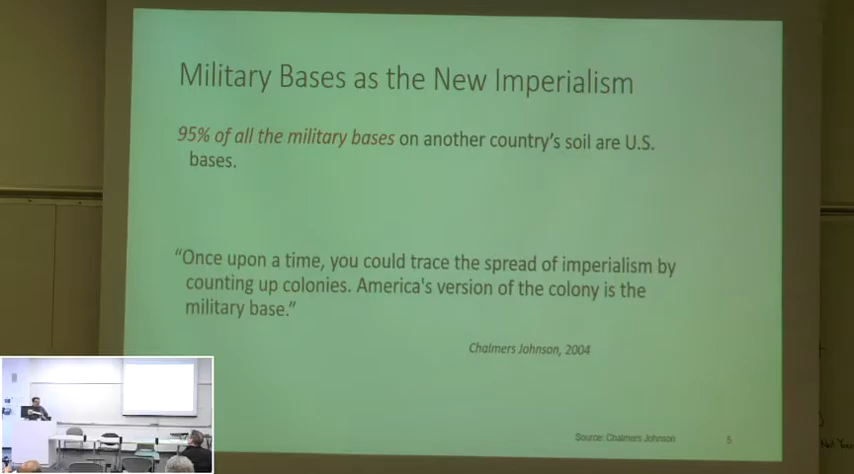 Military Bases as the New Imperialism
95% of all the military bases on another country's soil are U.S.
bases.
“Once upon a time, you could trace the spread of imperialism by
counting up colonies. America's version of the colony is the
military base.”
Chalmers Johnson, 2004
Source: Chalmers Johnson
5
Not You